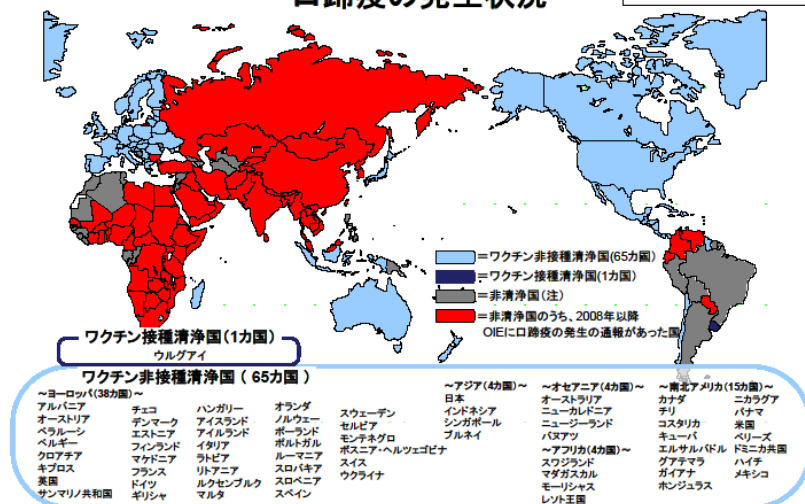 口蹄疫の発生状況
=ワクチン非接種清浄国(65カ国)
=ワクチン接種清浄国(1カ国)
=非清浄国(注)
=非清浄国のうち、2008年以降
OIEに口蹄疫の発生の通報があった国
ワクチン接種清浄国(1カ国)
ウルグアイ
ワクチン非接種清浄国(65カ国)
~ヨーロッパ(38カ国)~
アルバニア
オーストリア
ベラルーシ
ベルギー
クロアチア
キプロス
英国
サンマリノ共和国
チェコ
デンマーク
エストニア
フィンランド
マケドニア
フランス
ドイツ
ギリシャ
ハンガリー
アイスランド
アイルランド
イタリア
ラトビア
リトアニア
ルクセンブルク
マルタ
オランダ
ノルウェー
ポーランド
ポルトガル
ルーマニア
スロバキア
スロベニア
スペイン
スウェーデン
セルビア
モンテネグロ
ボスニア・ヘルツェゴビナ
スイス
ウクライナ
~アジア(4カ国)~
日本
インドネシア
シンガポール
ブルネイ
~オセアニア(4カ国)~
オーストラリア
ニューカレドニア
ニュージーランド
バヌアツ
~アフリカ(4カ国)~
スワジランド
マダガスカル
モーリシャス
レソト王国
~南北アメリカ(15カ国)~
カナダ
チリ
コスタリカ
キューバ
エルサルバドル
グアテマラ
ガイアナ
ホンジュラス
ニカラグア
パナマ
米国
ベリーズ
ドミニカ共国
ハイチ
メキシコ